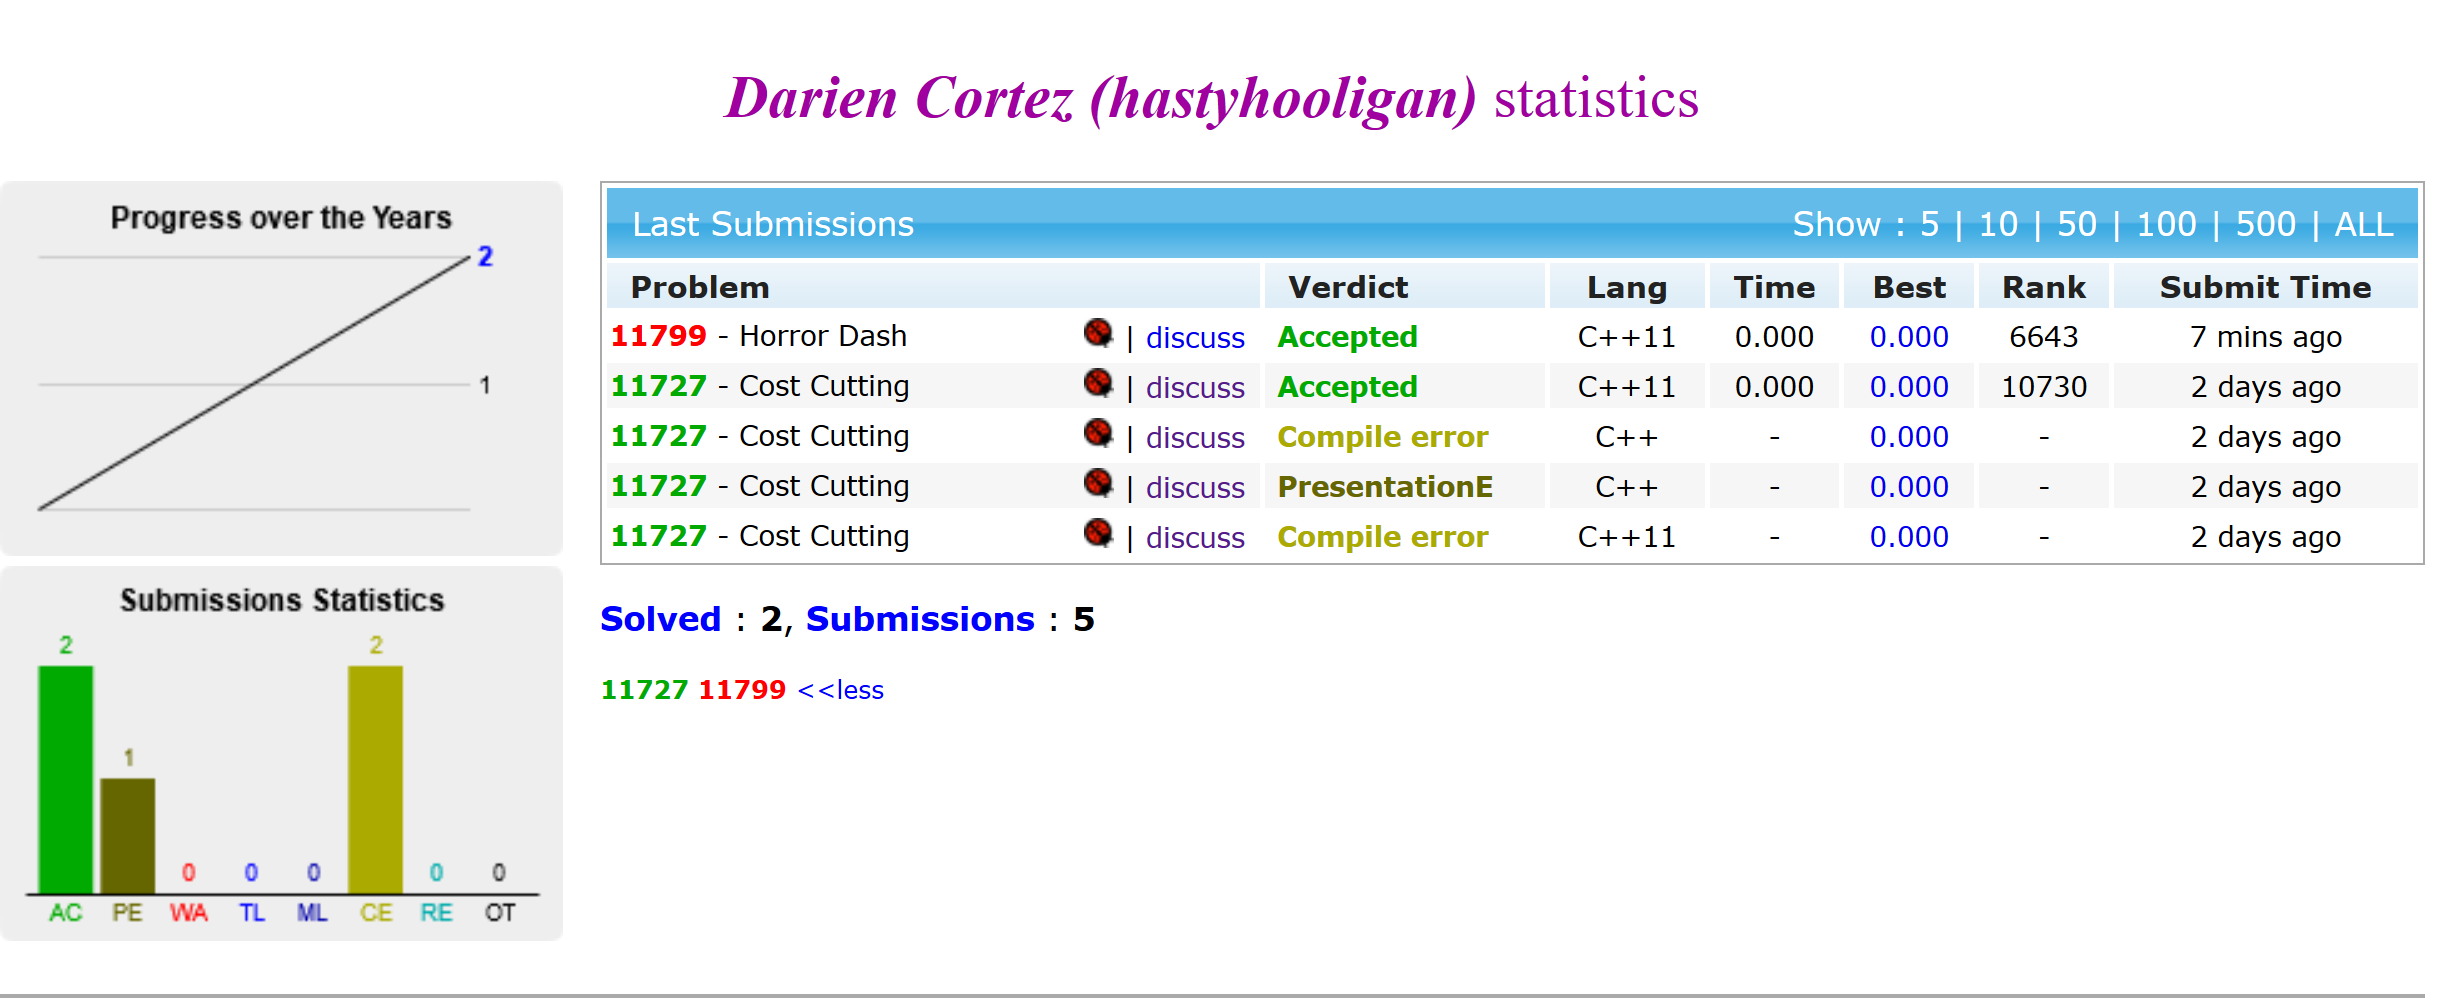 Darien Cortez (hastyhooligan) statistics
Progress over the Years
2
1
Submissions Statistics
2
2
1
0 0 0 0 0
AC PE WA TL ML CE RE OT
Last Submissions Show : 5 | 10 | 50 | 100 | 500 | ALL
Problem Verdict Lang Time Best Rank Submit Time
11799 - Horror Dash | discuss Accepted C++11 0.000 0.000 6643 7 mins ago
11727 - Cost Cutting | discuss Accepted C++11 0.000 0.000 10730 2 days ago
11727 - Cost Cutting | discuss Compile error C++ - 0.000 - 2 days ago
11727 - Cost Cutting | discuss PresentationE C++ - 0.000 - 2 days ago
11727 - Cost Cutting | discuss Compile error C++11 - 0.000 - 2 days ago
Solved : 2, Submissions : 5
11727 11799 <<less